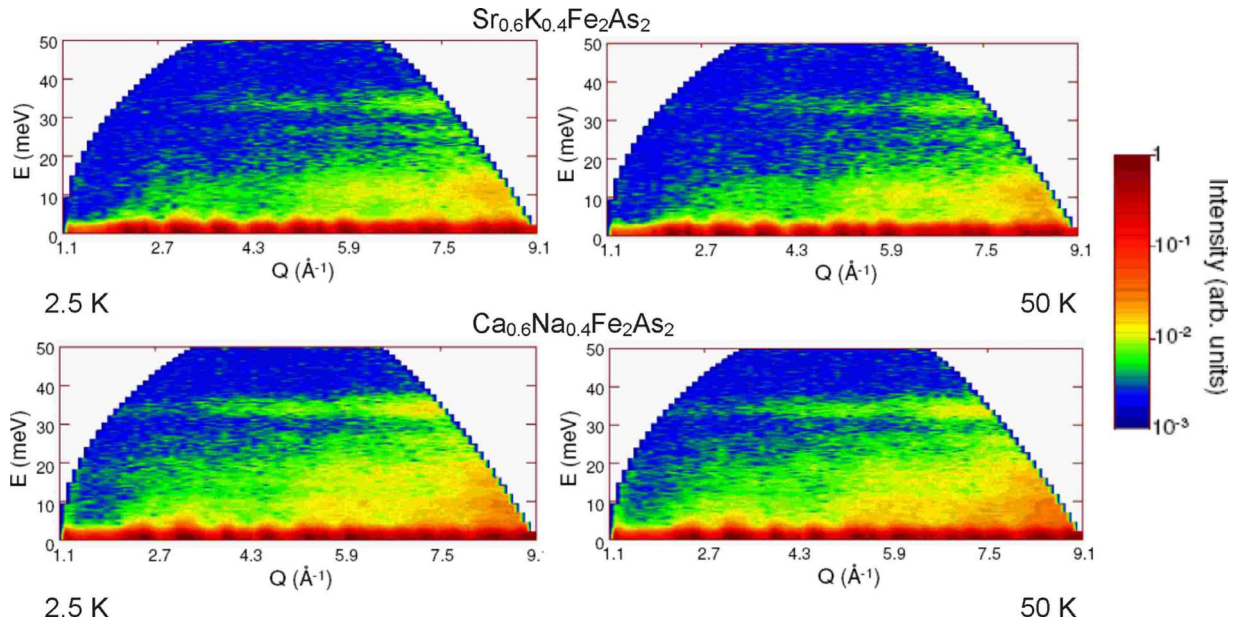 Sr₀.₆K₀.₄Fe₂As₂
50
40
30
20
10
0
E (meV)
1.1 2.7 4.3 5.9 7.5 9.1
Q (Å⁻¹)
2.5 K
50
40
30
20
10
0
E (meV)
1.1 2.7 4.3 5.9 7.5 9.1
Q (Å⁻¹)
50 K
Ca₀.₆Na₀.₄Fe₂As₂
50
40
30
20
10
0
E (meV)
1.1 2.7 4.3 5.9 7.5 9.
Q (Å⁻¹)
2.5 K
50
40
30
20
10
0
E (meV)
1.1 2.7 4.3 5.9 7.5 9.1
Q (Å⁻¹)
50 K
1
10⁻¹
10⁻²
10⁻³
Intensity (arb. units)